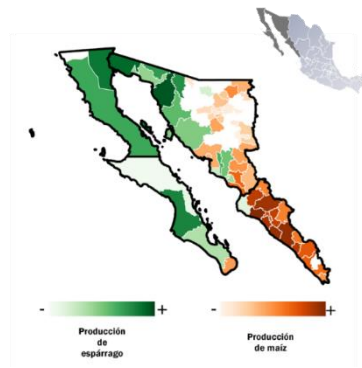 - +
Producción
de
espárrago
- +
Producción
de maíz